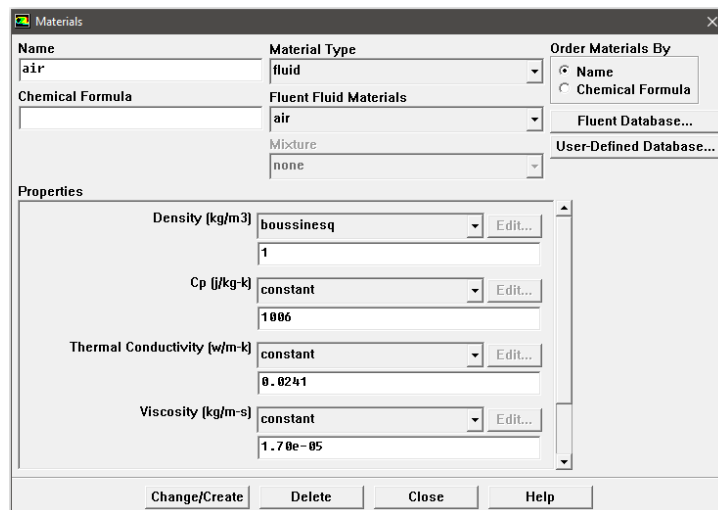 Materials
Name
air
Material Type
fluid
Order Materials By
Name
Chemical Formula
Chemical Formula
Fluent Fluid Materials
air
Fluent Database...
Mixture
none
User-Defined Database...
Properties
Density (kg/m3)
boussinesq
Edit...
1
Cp (j/kg-k)
constant
Edit...
1006
Thermal Conductivity (w/m-k)
constant
Edit...
0.0241
Viscosity (kg/m-s)
constant
Edit...
1.70e-05
Change/Create
Delete
Close
Help